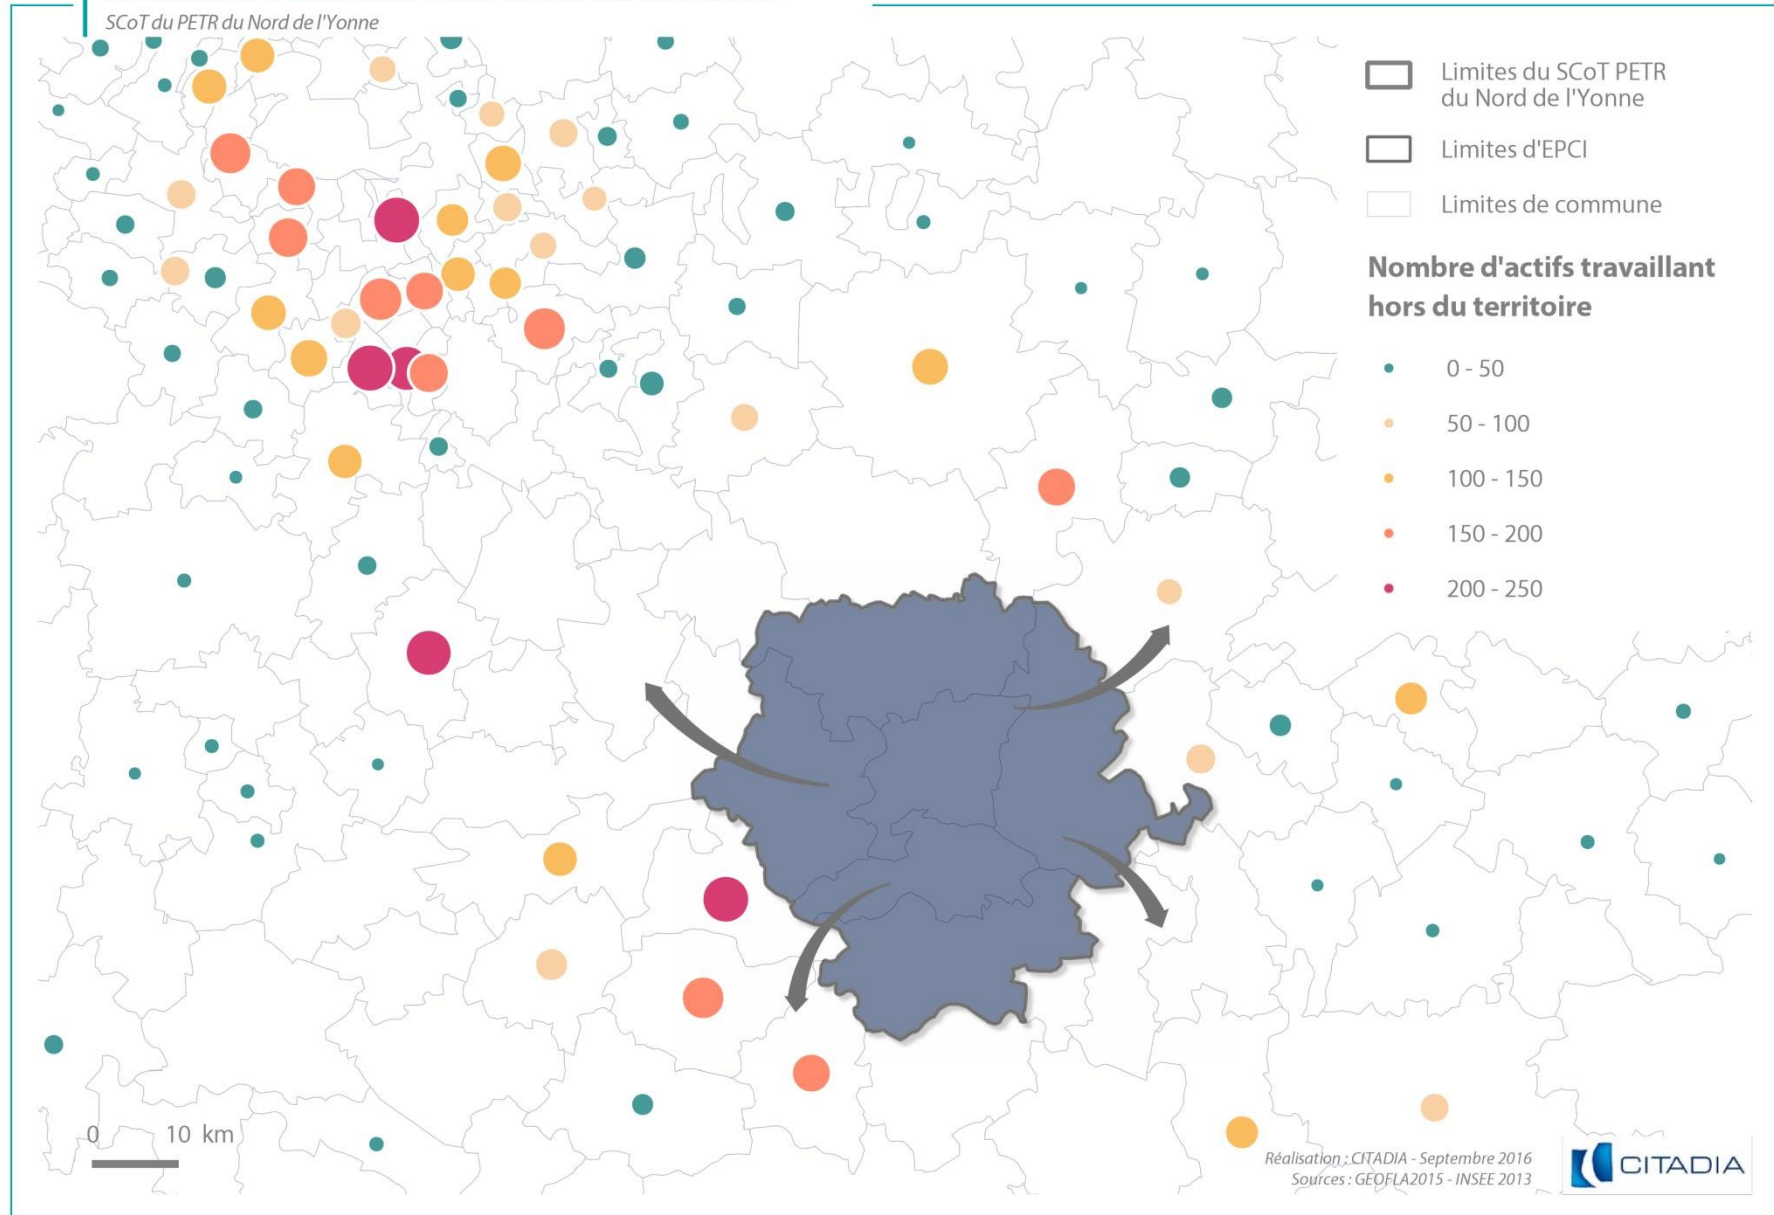 SCoT du PETR du Nord de l'Yonne
Limites du SCoT PETR
du Nord de l'Yonne
Limites d'EPCI
Limites de commune
Nombre d'actifs travaillant
hors du territoire
0 - 50
50 - 100
100 - 150
150 - 200
200 - 250
0 10 km
Réalisation : CITADIA - Septembre 2016
Sources : GEOFLA2015 - INSEE 2013
CITADIA